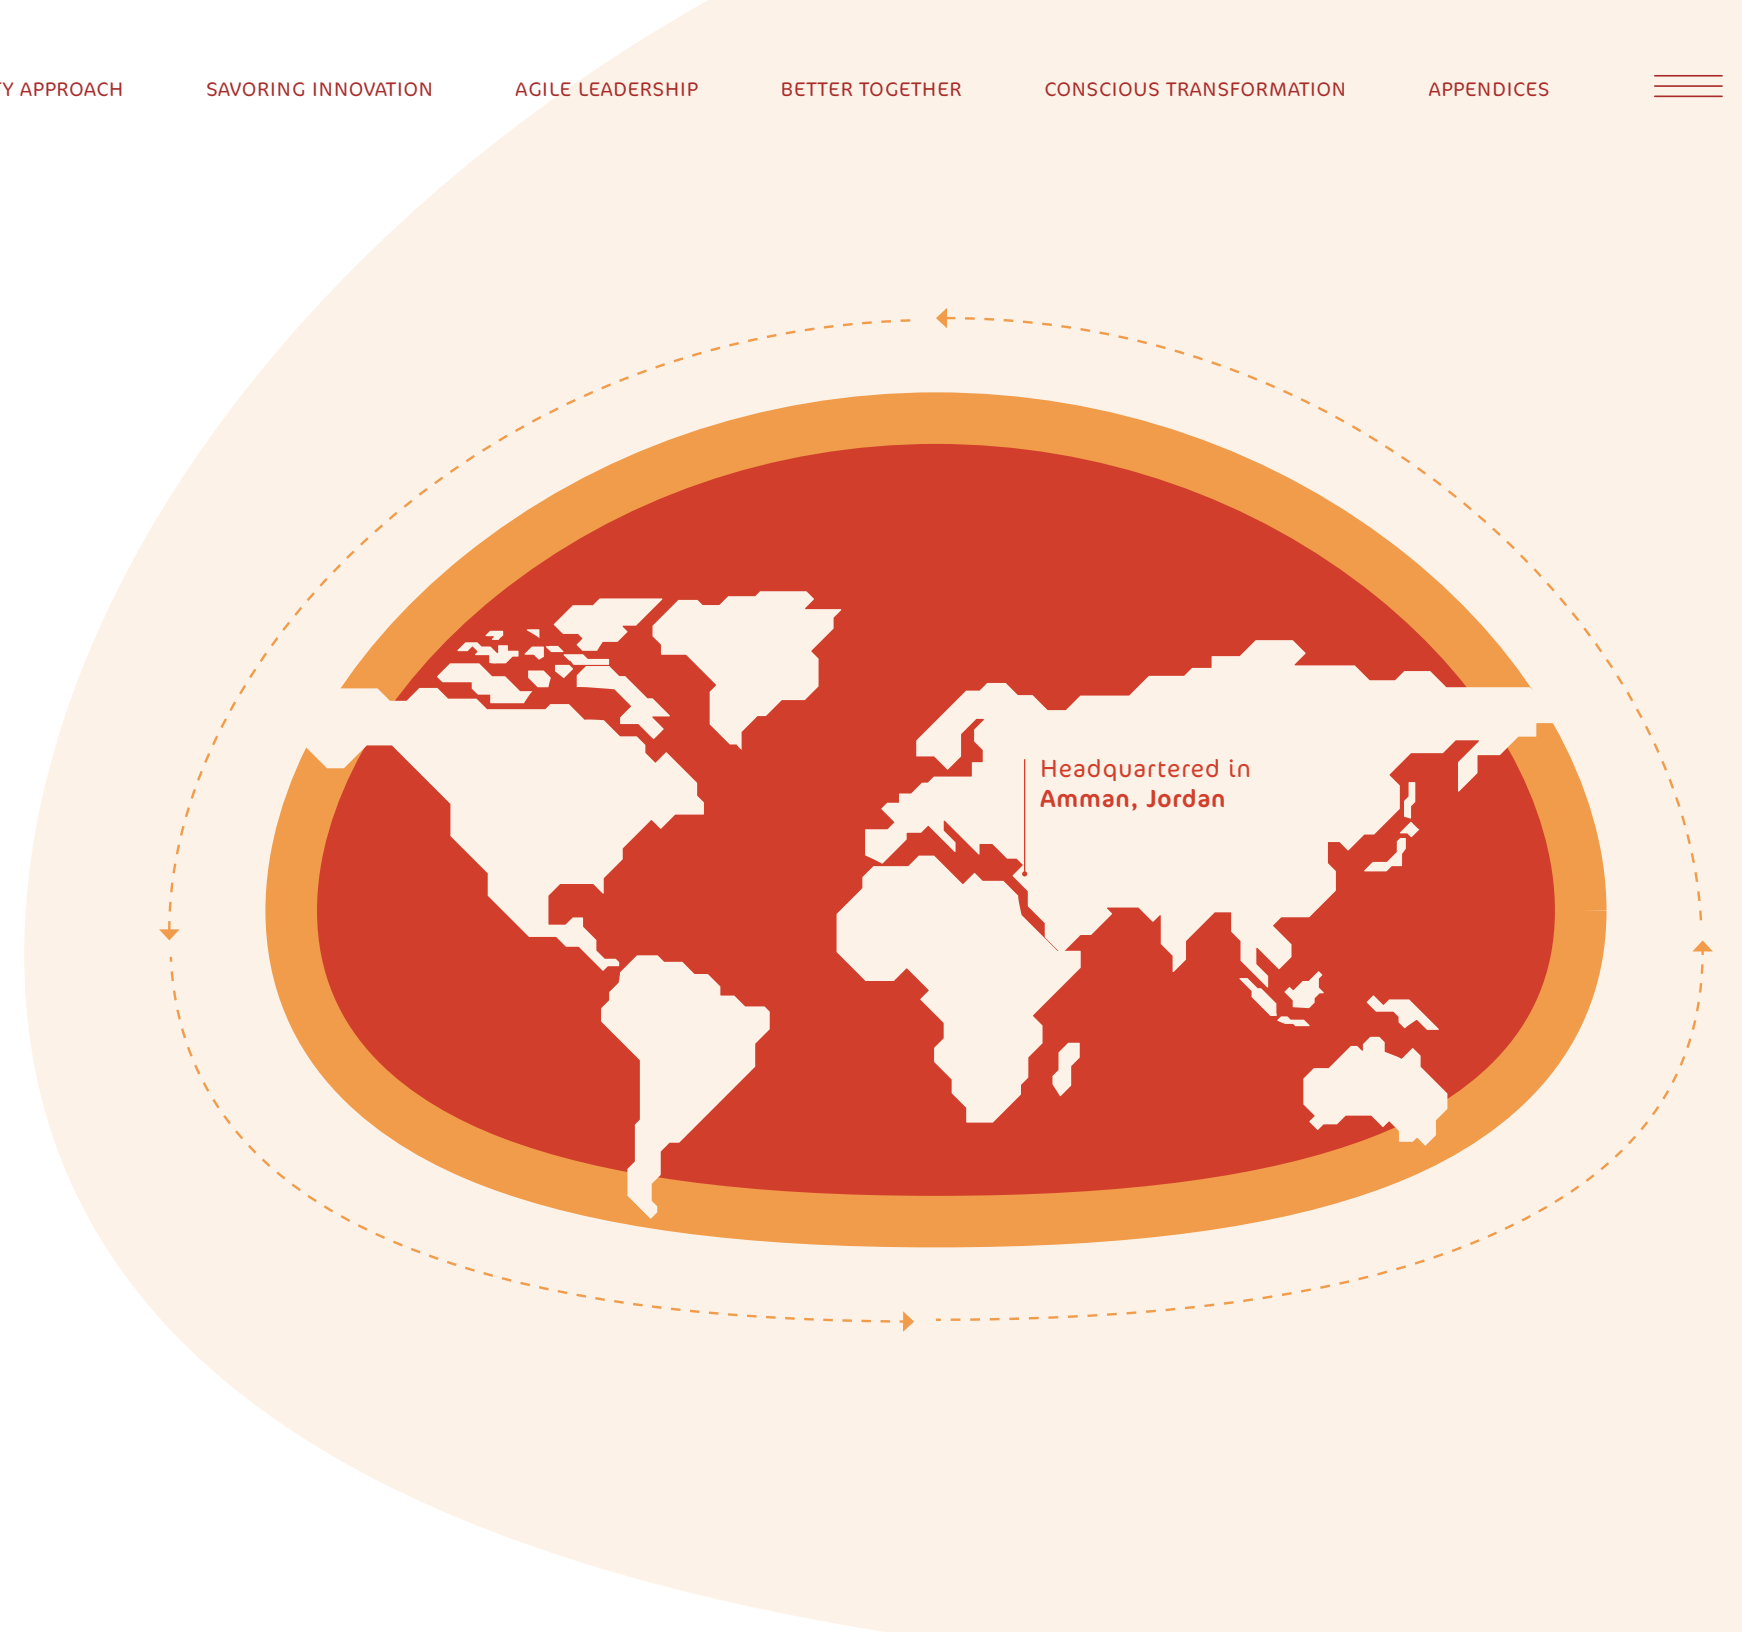 APPROACH
SAVORING INNOVATION
AGILE LEADERSHIP
BETTER TOGETHER
CONSCIOUS TRANSFORMATION
APPENDICES
Headquartered in
Amman, Jordan